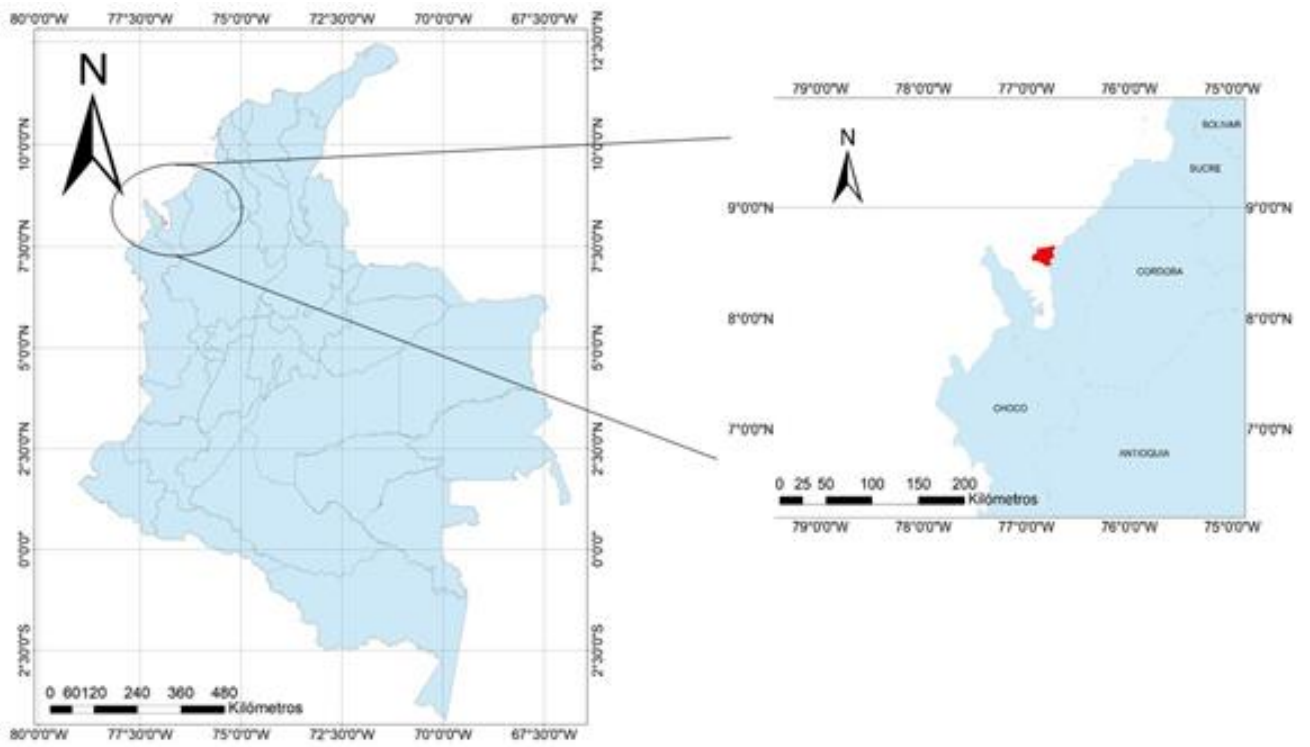 80°0'0"W 77°30'0"W 75°0'0"W 72°30'0"W 70°0'0"W 67°30'0"W
12°30'0"N 12°30'0"N
N
10°0'0"N 10°0'0"N
7°30'0"N 7°30'0"N
5°0'0"N 5°0'0"N
2°30'0"N 2°30'0"N
0°0'0" 0°0'0"
2°30'0"S 2°30'0"S
0 60 120 240 360 480
Kilómetros
80°0'0"W 77°30'0"W 75°0'0"W 72°30'0"W 70°0'0"W 67°30'0"W
79°0'0"W 78°0'0"W 77°0'0"W 76°0'0"W 75°0'0"W
N
BOLIVAR
SUCRE
9°0'0"N 9°0'0"N
CORDOBA
8°0'0"N 8°0'0"N
CHOCO
7°0'0"N 7°0'0"N
ANTIOQUIA
0 25 50 100 150 200
Kilómetros
79°0'0"W 78°0'0"W 77°0'0"W 76°0'0"W 75°0'0"W